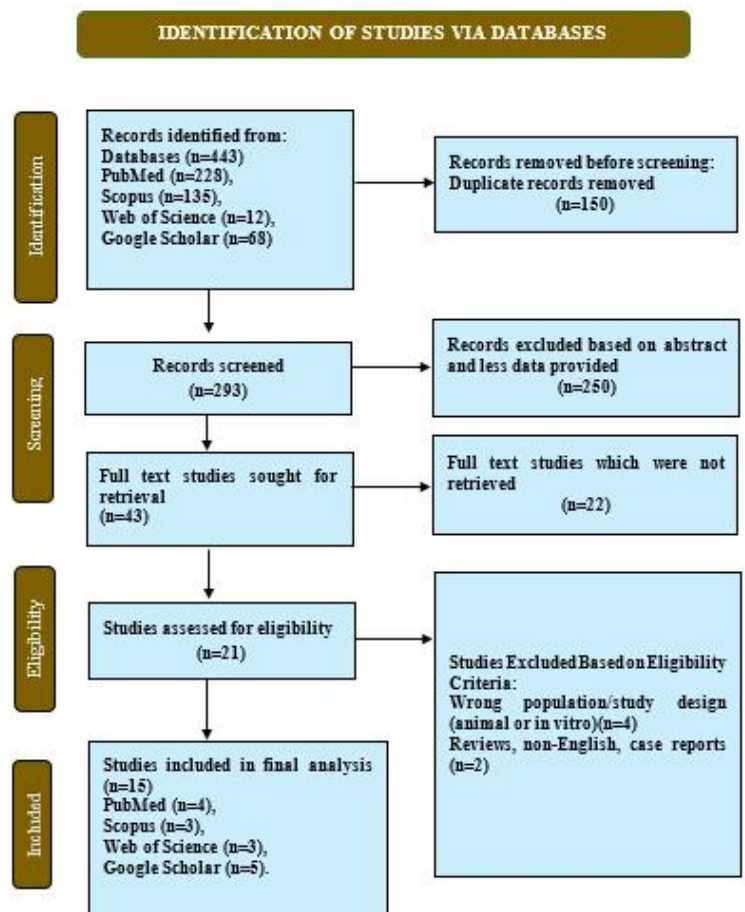 IDENTIFICATION OF STUDIES VIA DATABASES
Identification
Records identified from:
Databases (n=443)
PubMed (n=228),
Scopus (n=135),
Web of Science (n=12),
Google Scholar (n=68)
Records removed before screening:
Duplicate records removed
(n=150)
Screening
Records screened
(n=293)
Records excluded based on abstract
and less data provided
(n=250)
Full text studies sought for
retrieval
(n=43)
Full text studies which were not
retrieved
(n=22)
Eligibility
Studies assessed for eligibility
(n=21)
Studies Excluded Based on Eligibility
Criteria:
Wrong population/study design
(animal or in vitro)(n=4)
Reviews, non-English, case reports
(n=2)
Included
Studies included in final analysis
(n=15)
PubMed (n=4),
Scopus (n=3),
Web of Science (n=3),
Google Scholar (n=5).